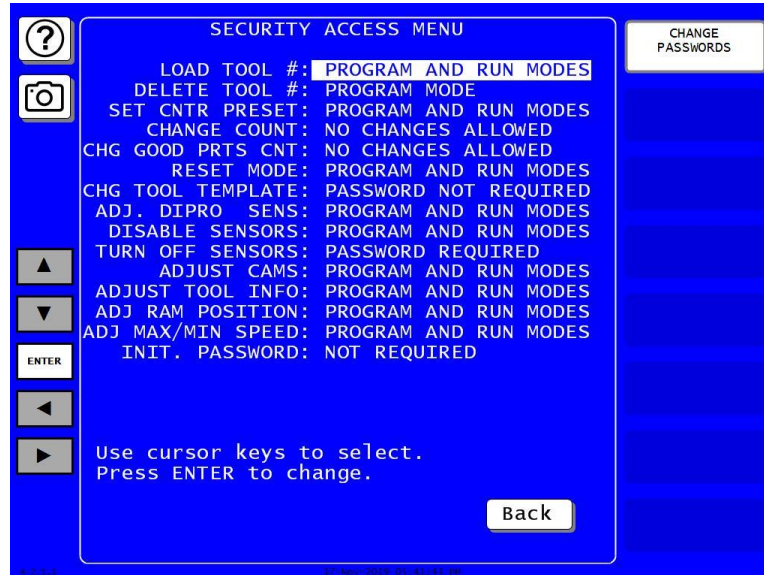 SECURITY ACCESS MENU
CHANGE
PASSWORDS
LOAD TOOL #: PROGRAM AND RUN MODES
DELETE TOOL #: PROGRAM MODE
SET CNTR PRESET: PROGRAM AND RUN MODES
CHANGE COUNT: NO CHANGES ALLOWED
CHG GOOD PRTS CNT: NO CHANGES ALLOWED
RESET MODE: PROGRAM AND RUN MODES
CHG TOOL TEMPLATE: PASSWORD NOT REQUIRED
ADJ. DIPRO SENS: PROGRAM AND RUN MODES
DISABLE SENSORS: PROGRAM AND RUN MODES
TURN OFF SENSORS: PASSWORD REQUIRED
ADJUST CAMS: PROGRAM AND RUN MODES
ADJUST TOOL INFO: PROGRAM AND RUN MODES
ADJ RAM POSITION: PROGRAM AND RUN MODES
ADJ MAX/MIN SPEED: PROGRAM AND RUN MODES
INIT. PASSWORD: NOT REQUIRED
ENTER
Use cursor keys to select.
Press ENTER to change.
Back